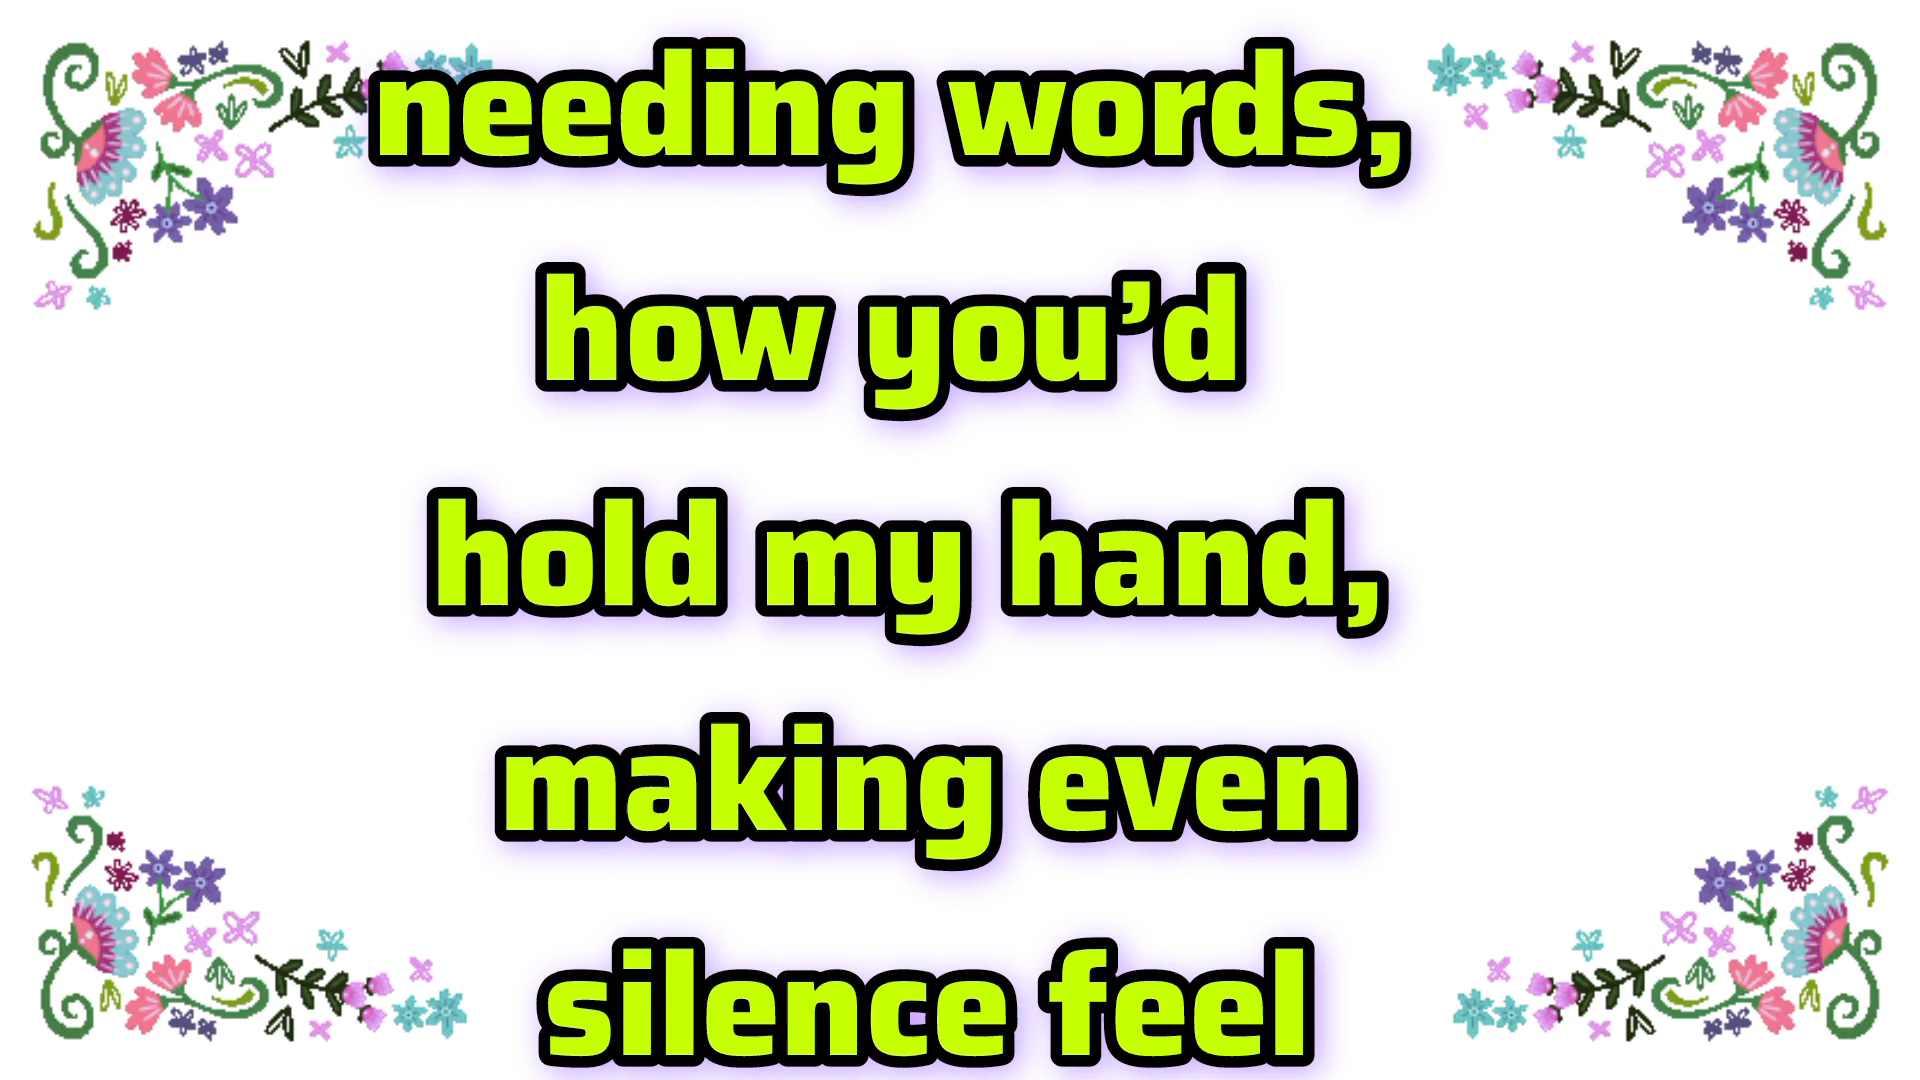 needing words,
how you’d
hold my hand,
making even
silence feel